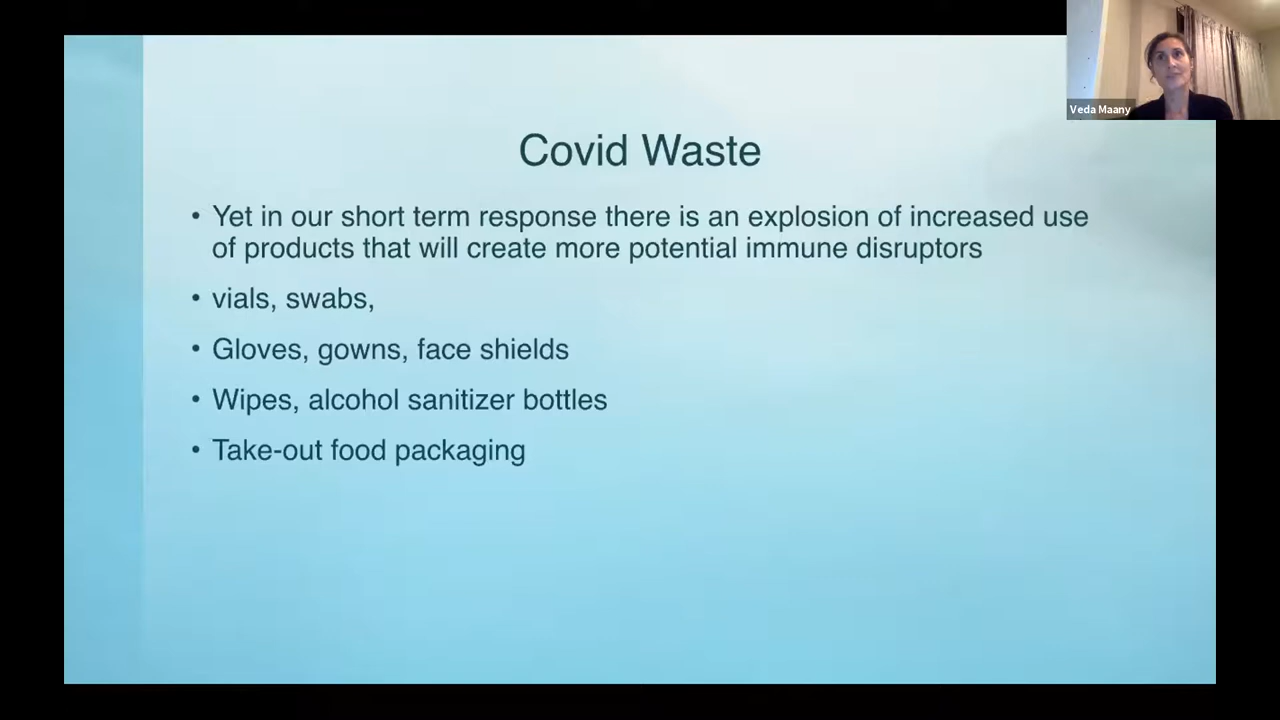 Veda Maany
Covid Waste
• Yet in our short term response there is an explosion of increased use
of products that will create more potential immune disruptors
• vials, swabs,
• Gloves, gowns, face shields
• Wipes, alcohol sanitizer bottles
• Take-out food packaging